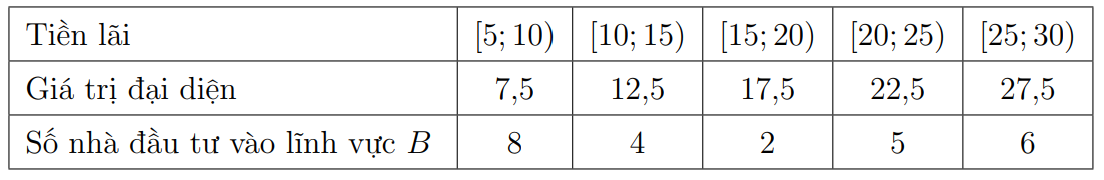 Tiền lãi [5; 10) [10; 15) [15; 20) [20; 25) [25; 30)
Giá trị đại diện 7,5 12,5 17,5 22,5 27,5
Số nhà đầu tư vào lĩnh vực B 8 4 2 5 6